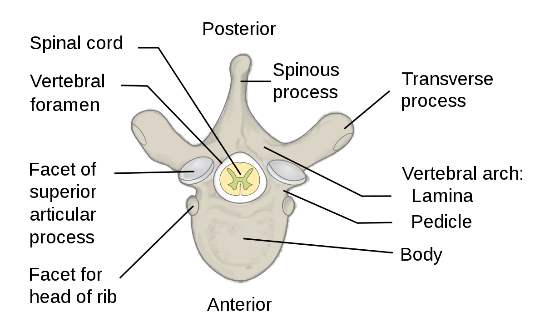 Posterior
Spinal cord
Vertebral
foramen
Facet of
superior
articular
process
Facet for
head of rib
Spinous
process
Transverse
process
Vertebral arch:
Lamina
Pedicle
Body
Anterior